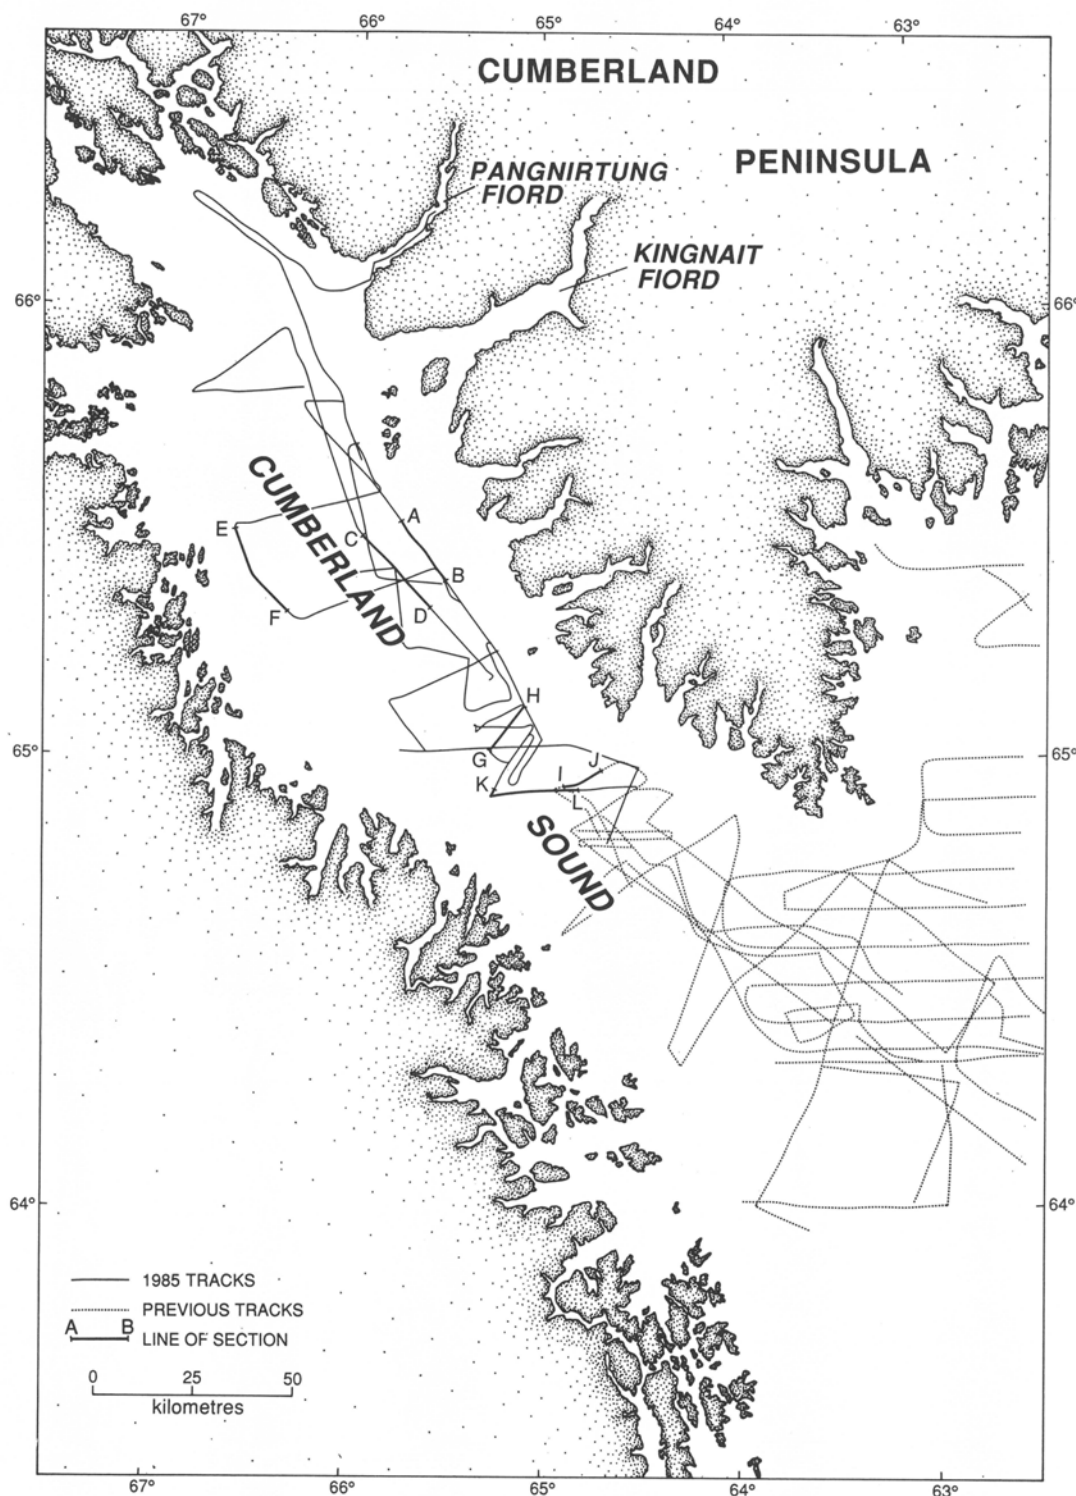 67° 66° 65° 64° 63°
CUMBERLAND
PENINSULA
PANGNIRTUNG
FIORD
KINGNAIT
FIORD
66° 66°
CUMBERLAND
SOUND
A
B
C
D
E
F
H
G
I
J
K
L
65° 65°
64° 64°
1985 TRACKS
PREVIOUS TRACKS
A B
LINE OF SECTION
0 25 50
kilometres
67° 66° 65° 64° 63°